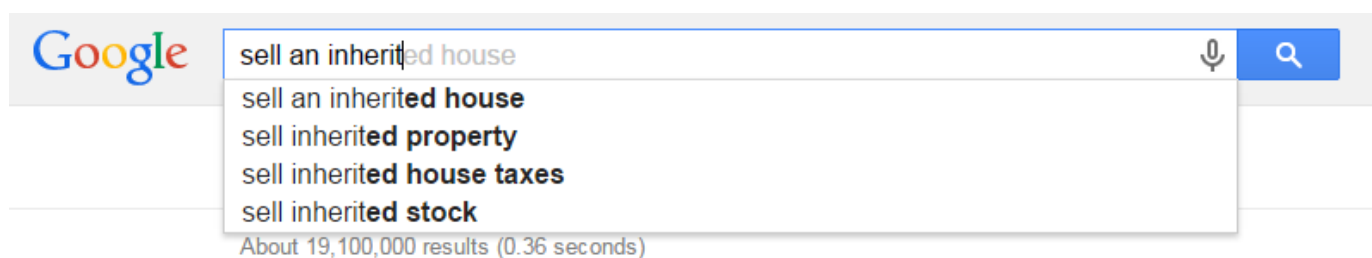 Google
sell an inherited house
sell an inherited house
sell inherited property
sell inherited house taxes
sell inherited stock
About 19,100,000 results (0.36 seconds)